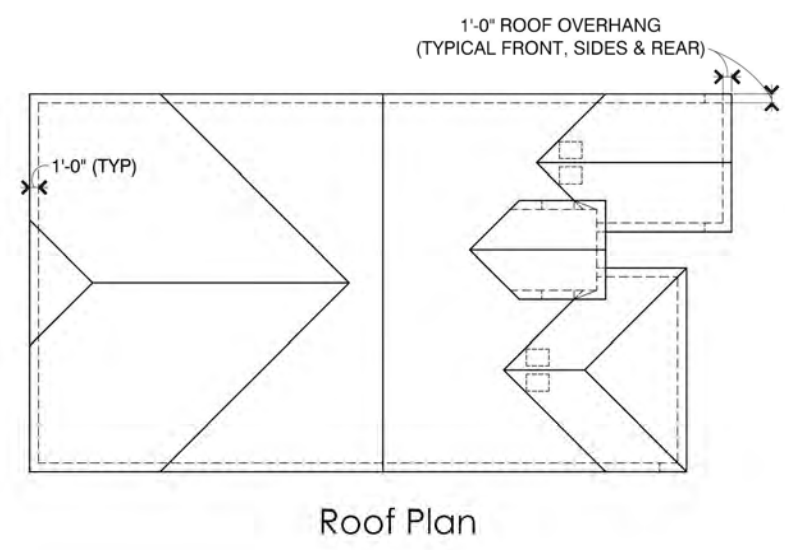 1'-0" ROOF OVERHANG
(TYPICAL FRONT, SIDES & REAR)
1'-0" (TYP)
Roof Plan